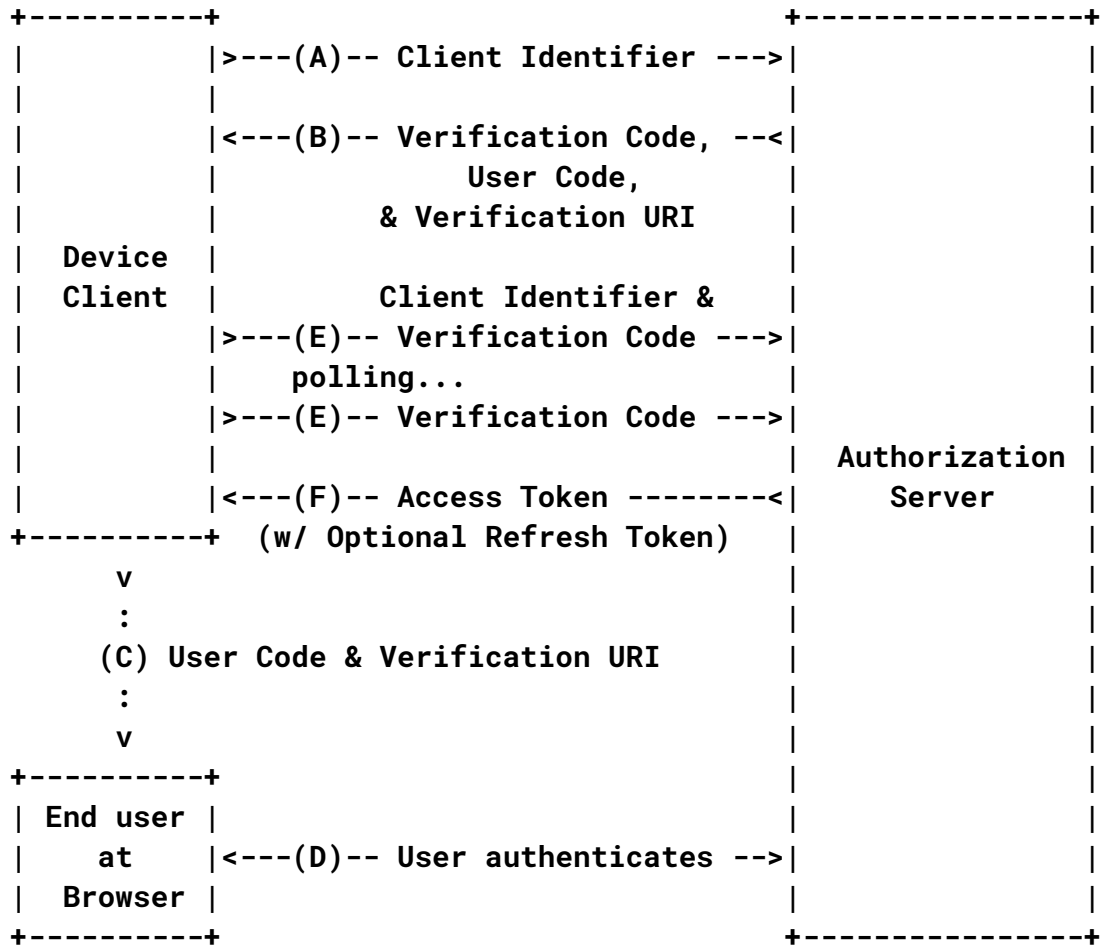 +----------+                                +----------------+
|          |>---(A)-- Client Identifier --->|                |
|          |                                |                |
|          |<---(B)-- Verification Code, --<|                |
|          |              User Code,        |                |
|          |         & Verification URI     |                |
|  Device  |                                |                |
|  Client  |         Client Identifier &    |                |
|          |>---(E)-- Verification Code --->|                |
|          |    polling...                  |                |
|          |>---(E)-- Verification Code --->|                |
|          |                                |  Authorization |
|          |<---(F)-- Access Token --------<|     Server     |
+----------+  (w/ Optional Refresh Token)   |                |
      v                                     |                |
      :                                     |                |
     (C) User Code & Verification URI       |                |
      :                                     |                |
      v                                     |                |
+----------+                                |                |
| End user |                                |                |
|    at    |<---(D)-- User authenticates -->|                |
|  Browser |                                |                |
+----------+                                +----------------+